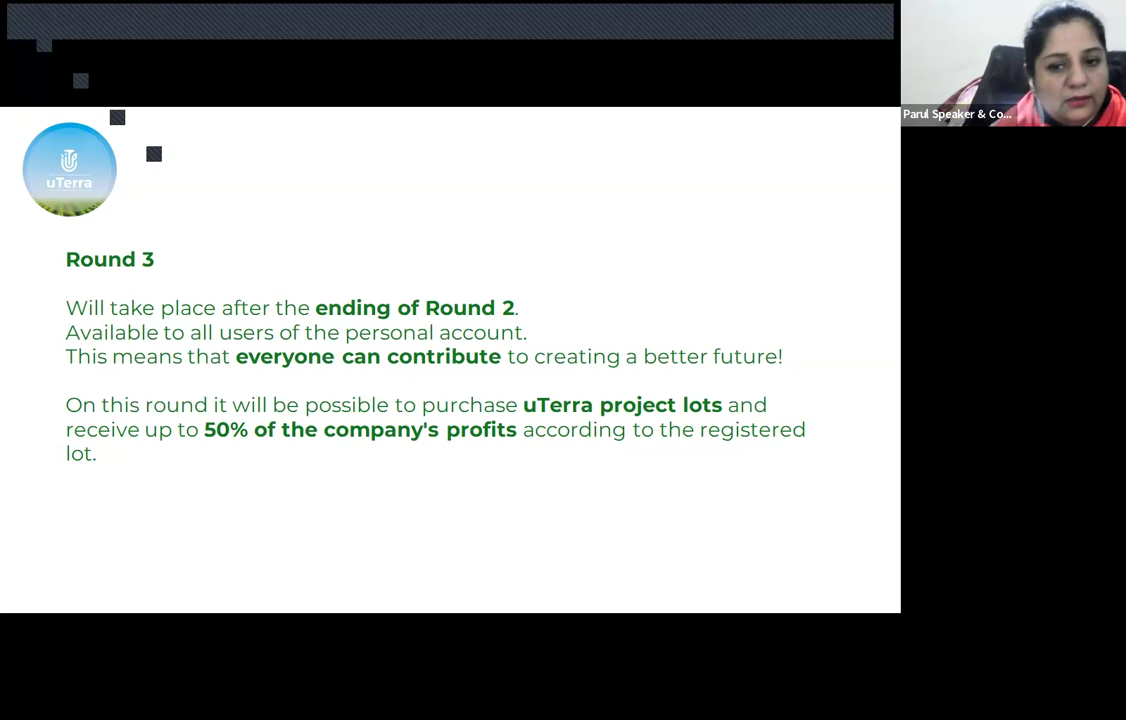 Parul Speaker & Co...
uTerra
Round 3
Will take place after the ending of Round 2.
Available to all users of the personal account.
This means that everyone can contribute to creating a better future!
On this round it will be possible to purchase uTerra project lots and
receive up to 50% of the company's profits according to the registered
lot.